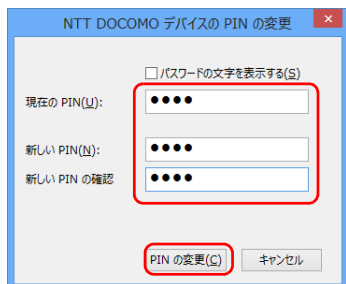 NTT DOCOMO デバイスの PIN の変更
パスワードの文字を表示する(S)
現在の PIN(U): ●●●●
新しい PIN(N): ●●●●
新しい PIN の確認 ●●●●
PIN の変更(C) キャンセル